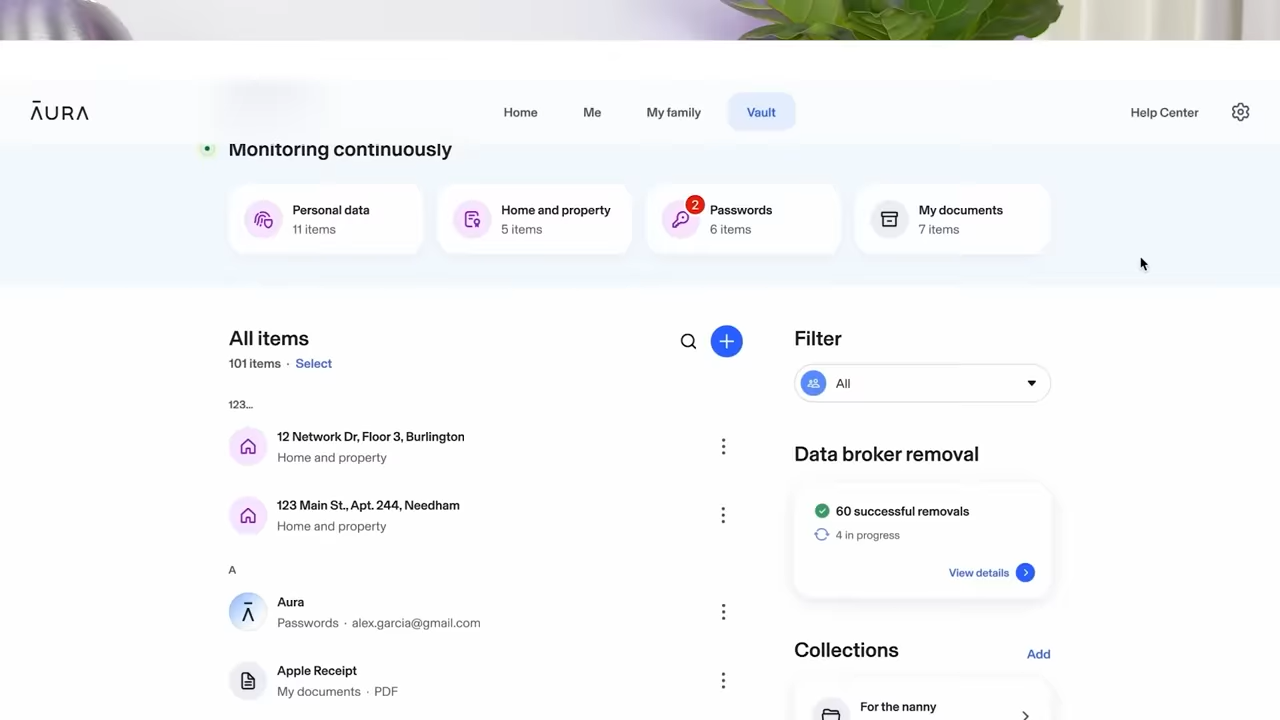 ĀURA
Home
Me
My family
Vault
Help Center
Monitoring continuously
Personal data
11 items
Home and property
5 items
2
Passwords
6 items
My documents
7 items
All items
101 items · Select
Filter
All
123...
12 Network Dr, Floor 3, Burlington
Home and property
123 Main St., Apt. 244, Needham
Home and property
Data broker removal
60 successful removals
4 in progress
View details
A
Aura
Passwords · alex.garcia@gmail.com
Apple Receipt
My documents · PDF
Collections
Add
For the nanny